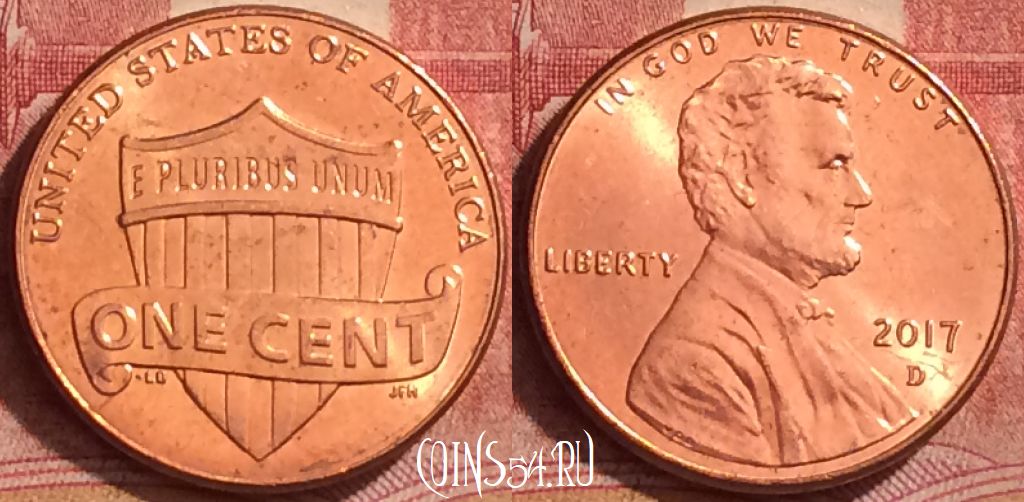 UNITED STATES OF AMERICA
E PLURIBUS UNUM
ONE CENT
LB
JFM
IN GOD WE TRUST
LIBERTY
2017
D
COINS54.RU